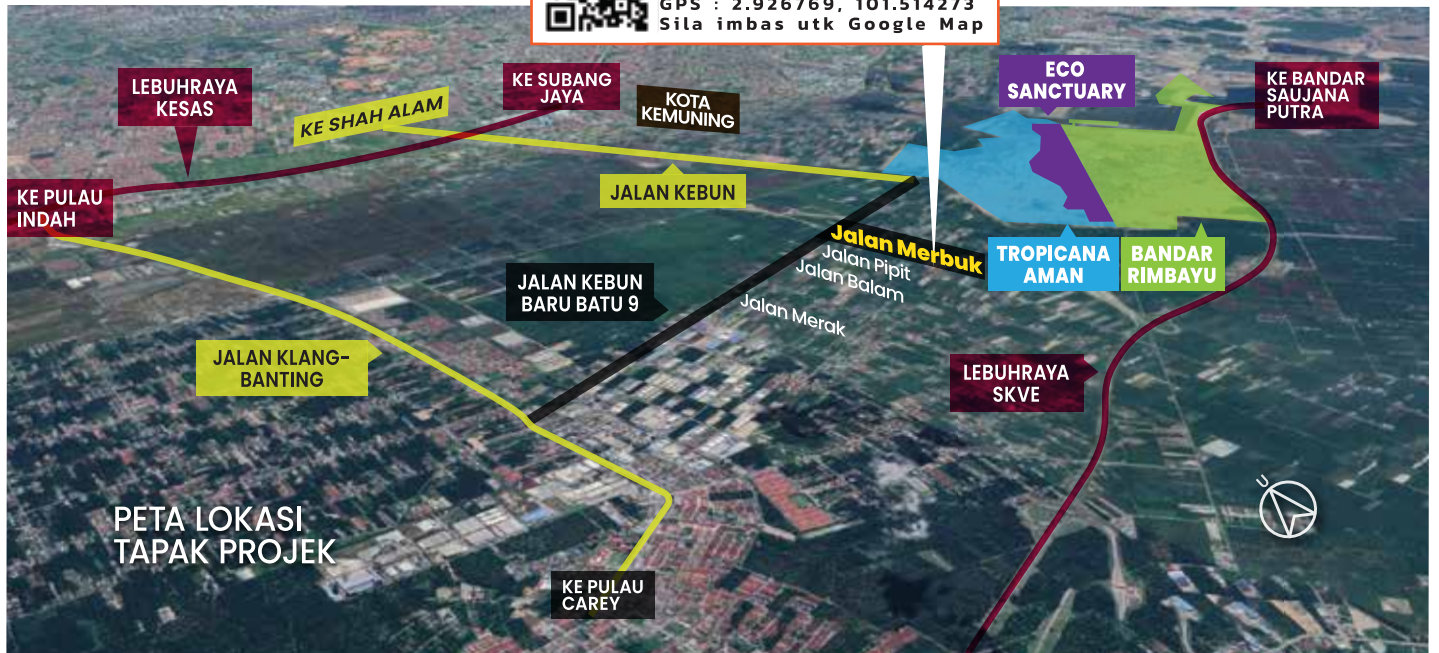 GPS : 2.926769, 101.514273
Sila imbas utk Google Map
LEBUHRAYA
KESAS
KE SHAH ALAM
KE SUBANG
JAYA
KOTA
KEMUNING
ECO
SANCTUARY
KE BANDAR
SAUJANA
PUTRA
KE PULAU
INDAH
JALAN KEBUN
Jalan Merbuk
Jalan Pipit
Jalan Balam
Jalan Merak
TROPICANA
AMAN
BANDAR
RIMBAYU
JALAN KEBUN
BARU BATU 9
JALAN KLANG-
BANTING
LEBUHRAYA
SKVE
PETA LOKASI
TAPAK PROJEK
U
KE PULAU
CAREY